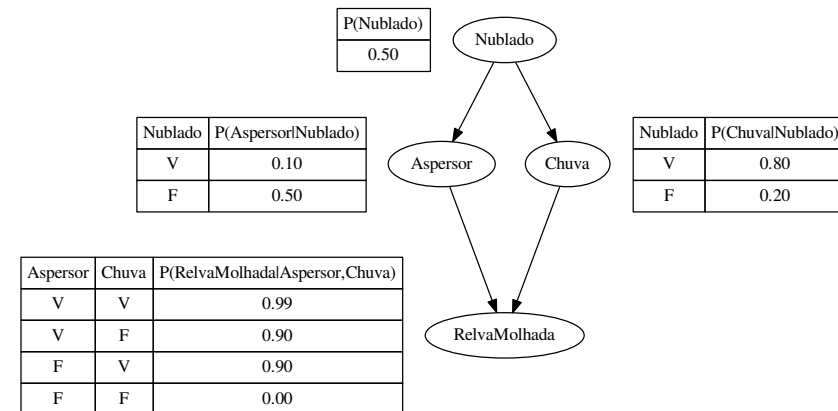 P(Nublado)
0.50
Nublado
Nublado P(Aspersor|Nublado)
V 0.10
F 0.50
Aspersor
Chuva
Nublado P(Chuva|Nublado)
V 0.80
F 0.20
Aspersor Chuva P(RelvaMolhada|Aspersor,Chuva)
V V 0.99
V F 0.90
F V 0.90
F F 0.00
RelvaMolhada